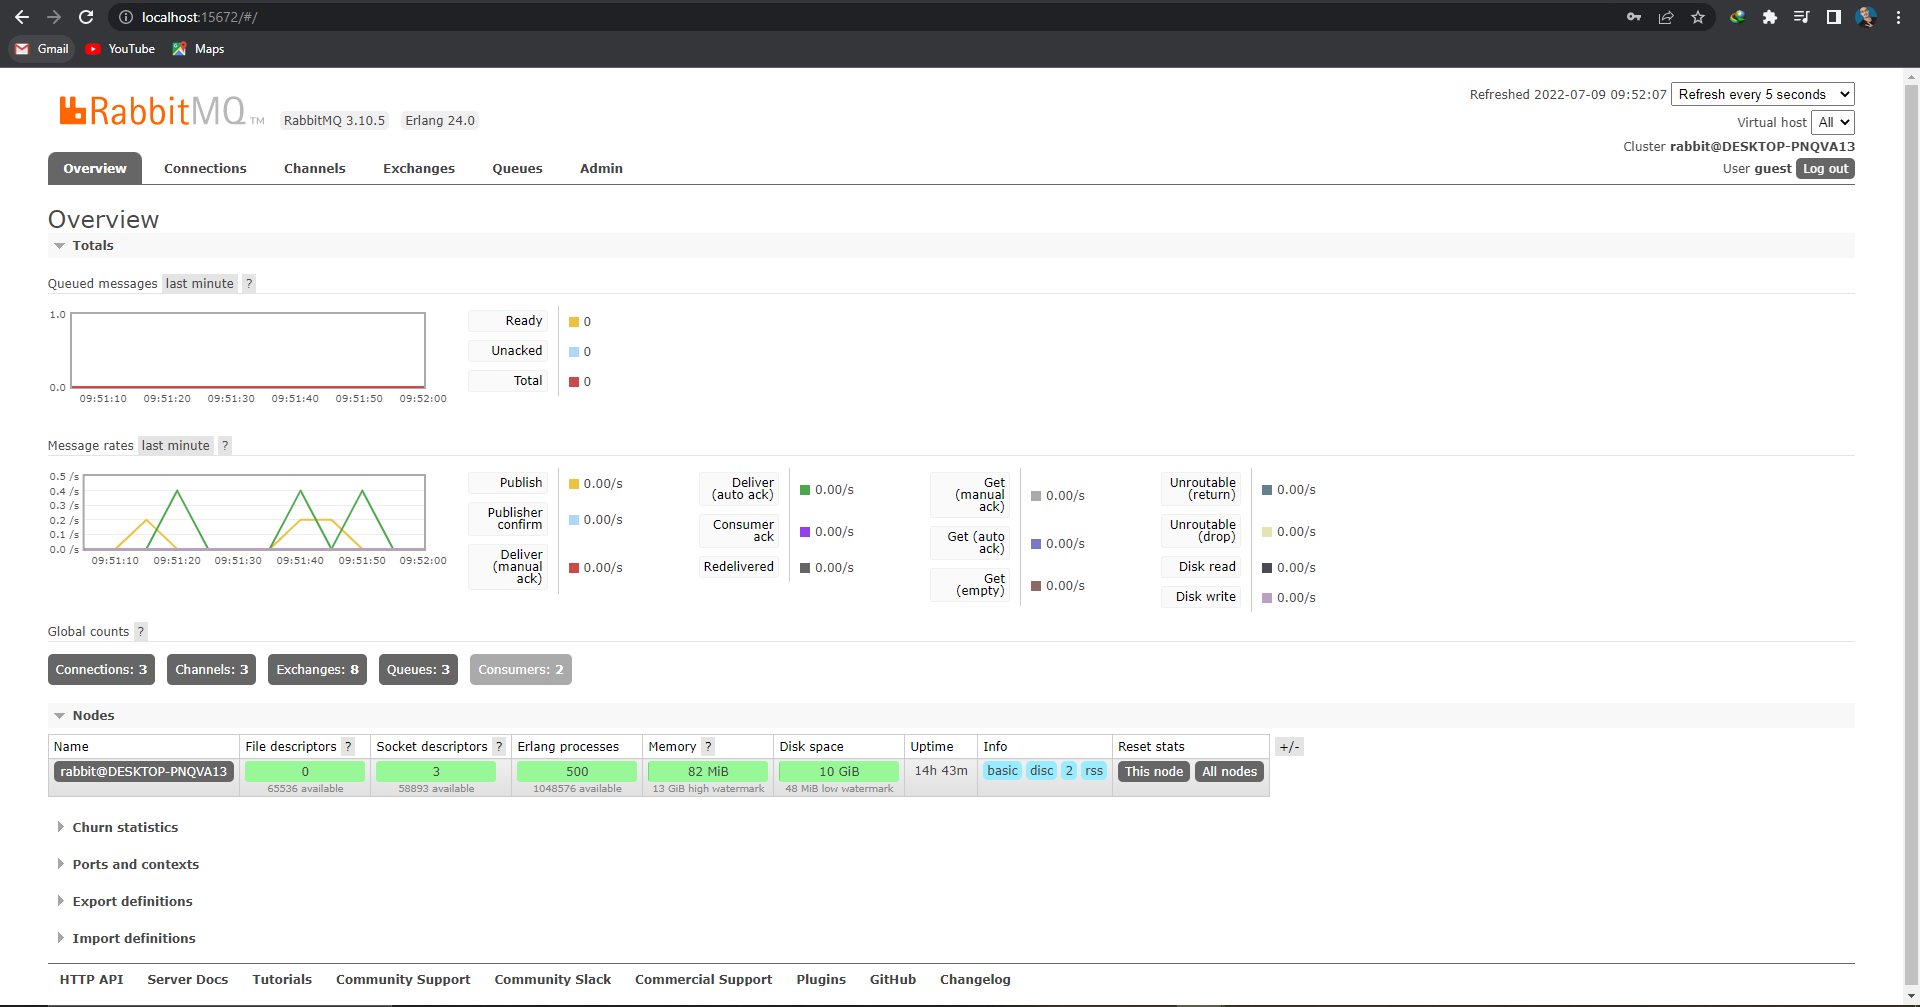 localhost:15672/#/
Gmail YouTube Maps
RabbitMQ TM RabbitMQ 3.10.5 Erlang 24.0
Refreshed 2022-07-09 09:52:07 Refresh every 5 seconds
Virtual host All
Cluster rabbit@DESKTOP-PNQVA13
User guest Log out
Overview Connections Channels Exchanges Queues Admin
Overview
Totals
Queued messages last minute ?
1.0
0.0
09:51:10 09:51:20 09:51:30 09:51:40 09:51:50 09:52:00
Ready 0
Unacked 0
Total 0
Message rates last minute ?
0.5 /s
0.4 /s
0.3 /s
0.2 /s
0.1 /s
0.0 /s
09:51:10 09:51:20 09:51:30 09:51:40 09:51:50 09:52:00
Publish 0.00/s
Publisher
confirm 0.00/s
Deliver
(manual
ack) 0.00/s
Deliver
(auto ack) 0.00/s
Consumer
ack 0.00/s
Redelivered 0.00/s
Get
(manual
ack) 0.00/s
Get (auto
ack) 0.00/s
Get
(empty) 0.00/s
Unroutable
(return) 0.00/s
Unroutable
(drop) 0.00/s
Disk read 0.00/s
Disk write 0.00/s
Global counts ?
Connections: 3 Channels: 3 Exchanges: 8 Queues: 3 Consumers: 2
Nodes
Name File descriptors ? Socket descriptors ? Erlang processes Memory ? Disk space Uptime Info Reset stats +/-
rabbit@DESKTOP-PNQVA13 0 3 500 82 MiB 10 GiB 14h 43m basic disc 2 rss This node All nodes
65536 available 58893 available 1048576 available 13 GiB high watermark 48 MiB low watermark
Churn statistics
Ports and contexts
Export definitions
Import definitions
HTTP API Server Docs Tutorials Community Support Community Slack Commercial Support Plugins GitHub Changelog